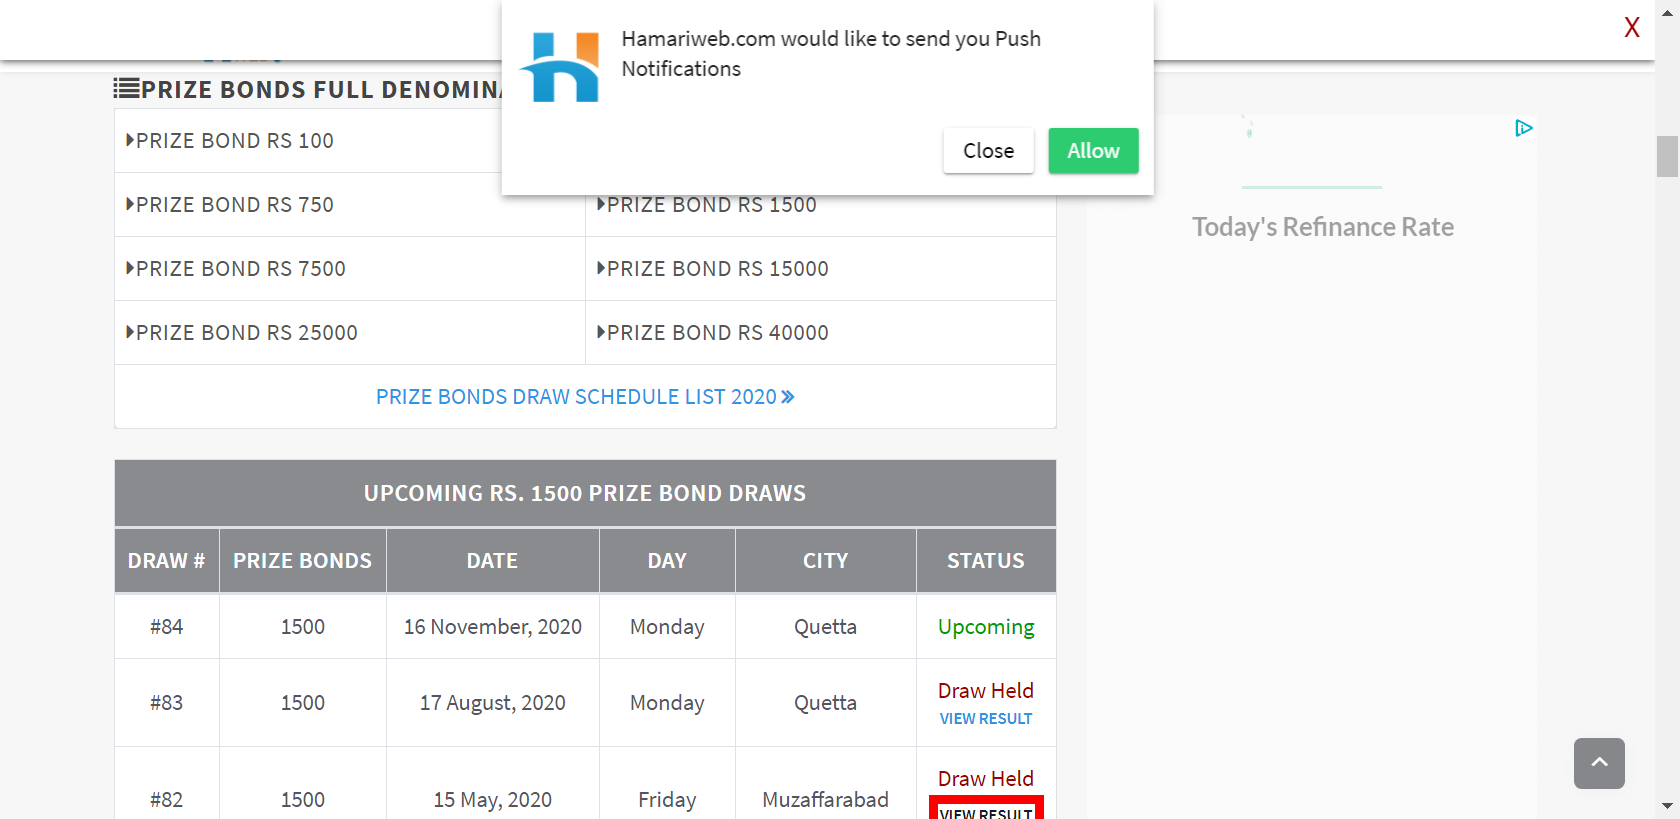 Hamariweb.com would like to send you Push
Notifications
Close
Allow
X
PRIZE BONDS FULL
PRIZE BOND RS 100
PRIZE BOND RS 750
PRIZE BOND RS 1500
PRIZE BOND RS 7500
PRIZE BOND RS 15000
PRIZE BOND RS 25000
PRIZE BOND RS 40000
PRIZE BONDS DRAW SCHEDULE LIST 2020 »
Today's Refinance Rate
UPCOMING RS. 1500 PRIZE BOND DRAWS
DRAW # PRIZE BONDS DATE DAY CITY STATUS
#84 1500 16 November, 2020 Monday Quetta Upcoming
#83 1500 17 August, 2020 Monday Quetta Draw Held
VIEW RESULT
#82 1500 15 May, 2020 Friday Muzaffarabad Draw Held
VIEW RESULT